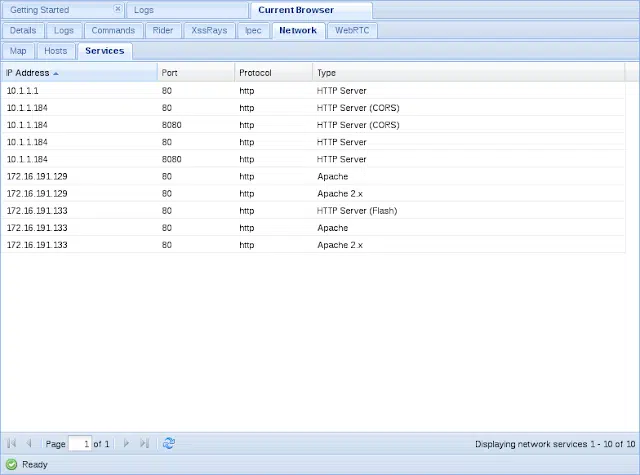 Getting Started Logs Current Browser
Details Logs Commands Rider XssRays Ipec Network WebRTC
Map Hosts Services
IP Address Port Protocol Type
10.1.1.1 80 http HTTP Server
10.1.1.184 80 http HTTP Server (CORS)
10.1.1.184 8080 http HTTP Server (CORS)
10.1.1.184 80 http HTTP Server
10.1.1.184 8080 http HTTP Server
172.16.191.129 80 http Apache
172.16.191.129 80 http Apache 2.x
172.16.191.133 80 http HTTP Server (Flash)
172.16.191.133 80 http Apache
172.16.191.133 80 http Apache 2.x
Page 1 of 1 Displaying network services 1 - 10 of 10
Ready